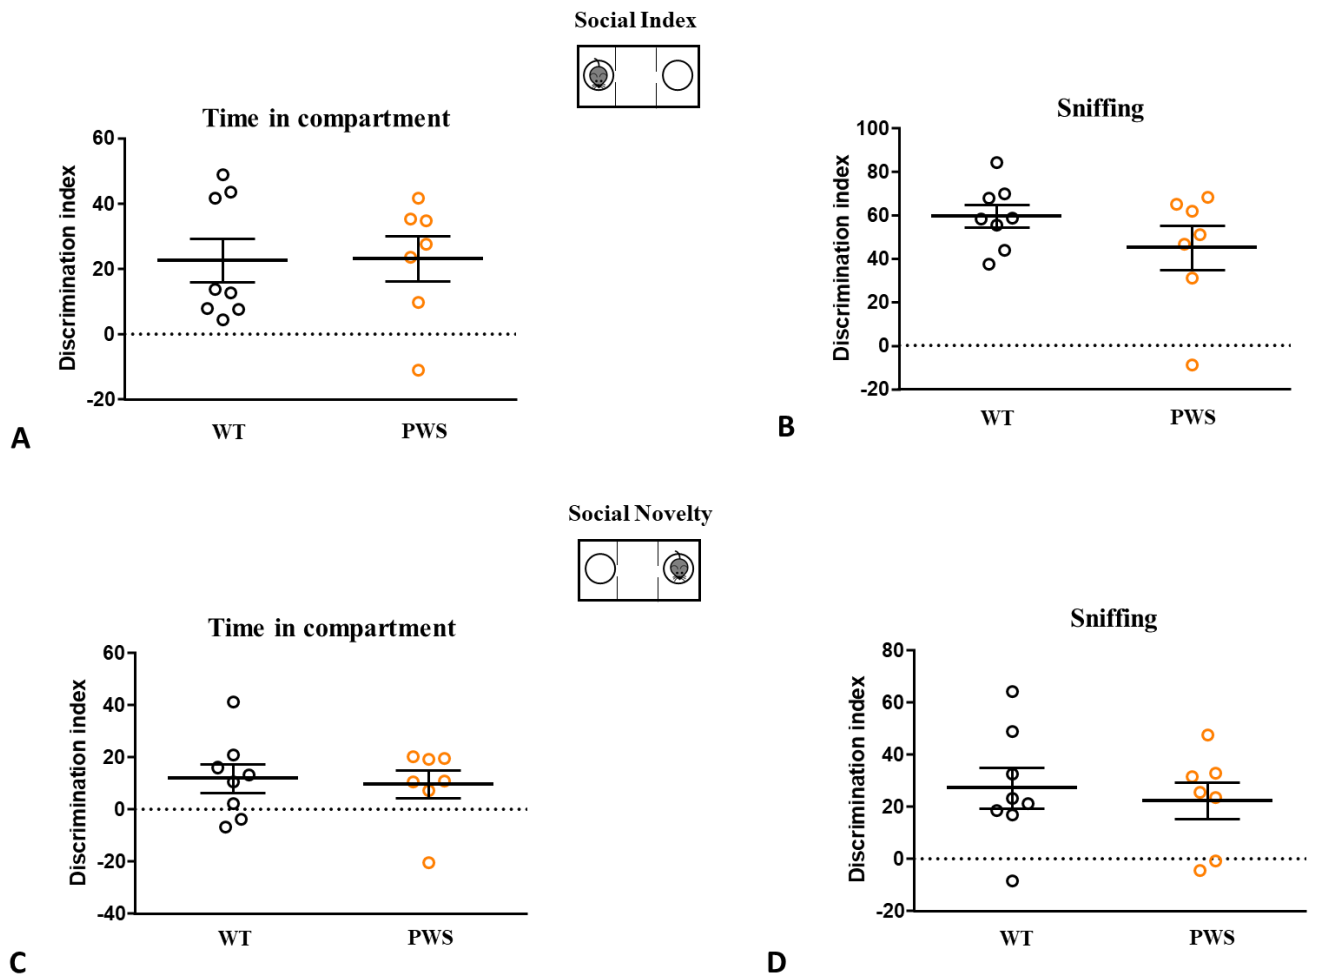 Social Index
Time in compartment
Discrimination index
60
40
20
0
-20
WT
PWS
A
Sniffing
Discrimination index
100
80
60
40
20
0
-20
WT
PWS
B
Social Novelty
Time in compartment
Discrimination index
60
40
20
0
-20
-40
WT
PWS
C
Sniffing
Discrimination index
80
60
40
20
0
-20
WT
PWS
D